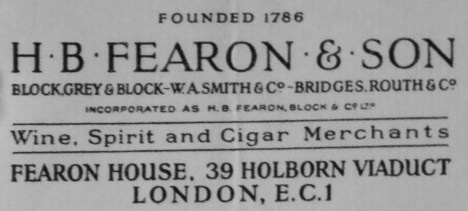 FOUNDED 1786
H·B·FEARON·&·SON
BLOCK,GREY & BLOCK-W.A.SMITH & Cº-BRIDGES, ROUTH & Cº
INCORPORATED AS H. B. FEARON, BLOCK & Cº Lᵀᴰ
Wine, Spirit and Cigar Merchants
FEARON HOUSE, 39 HOLBORN VIADUCT
LONDON, E.C.1